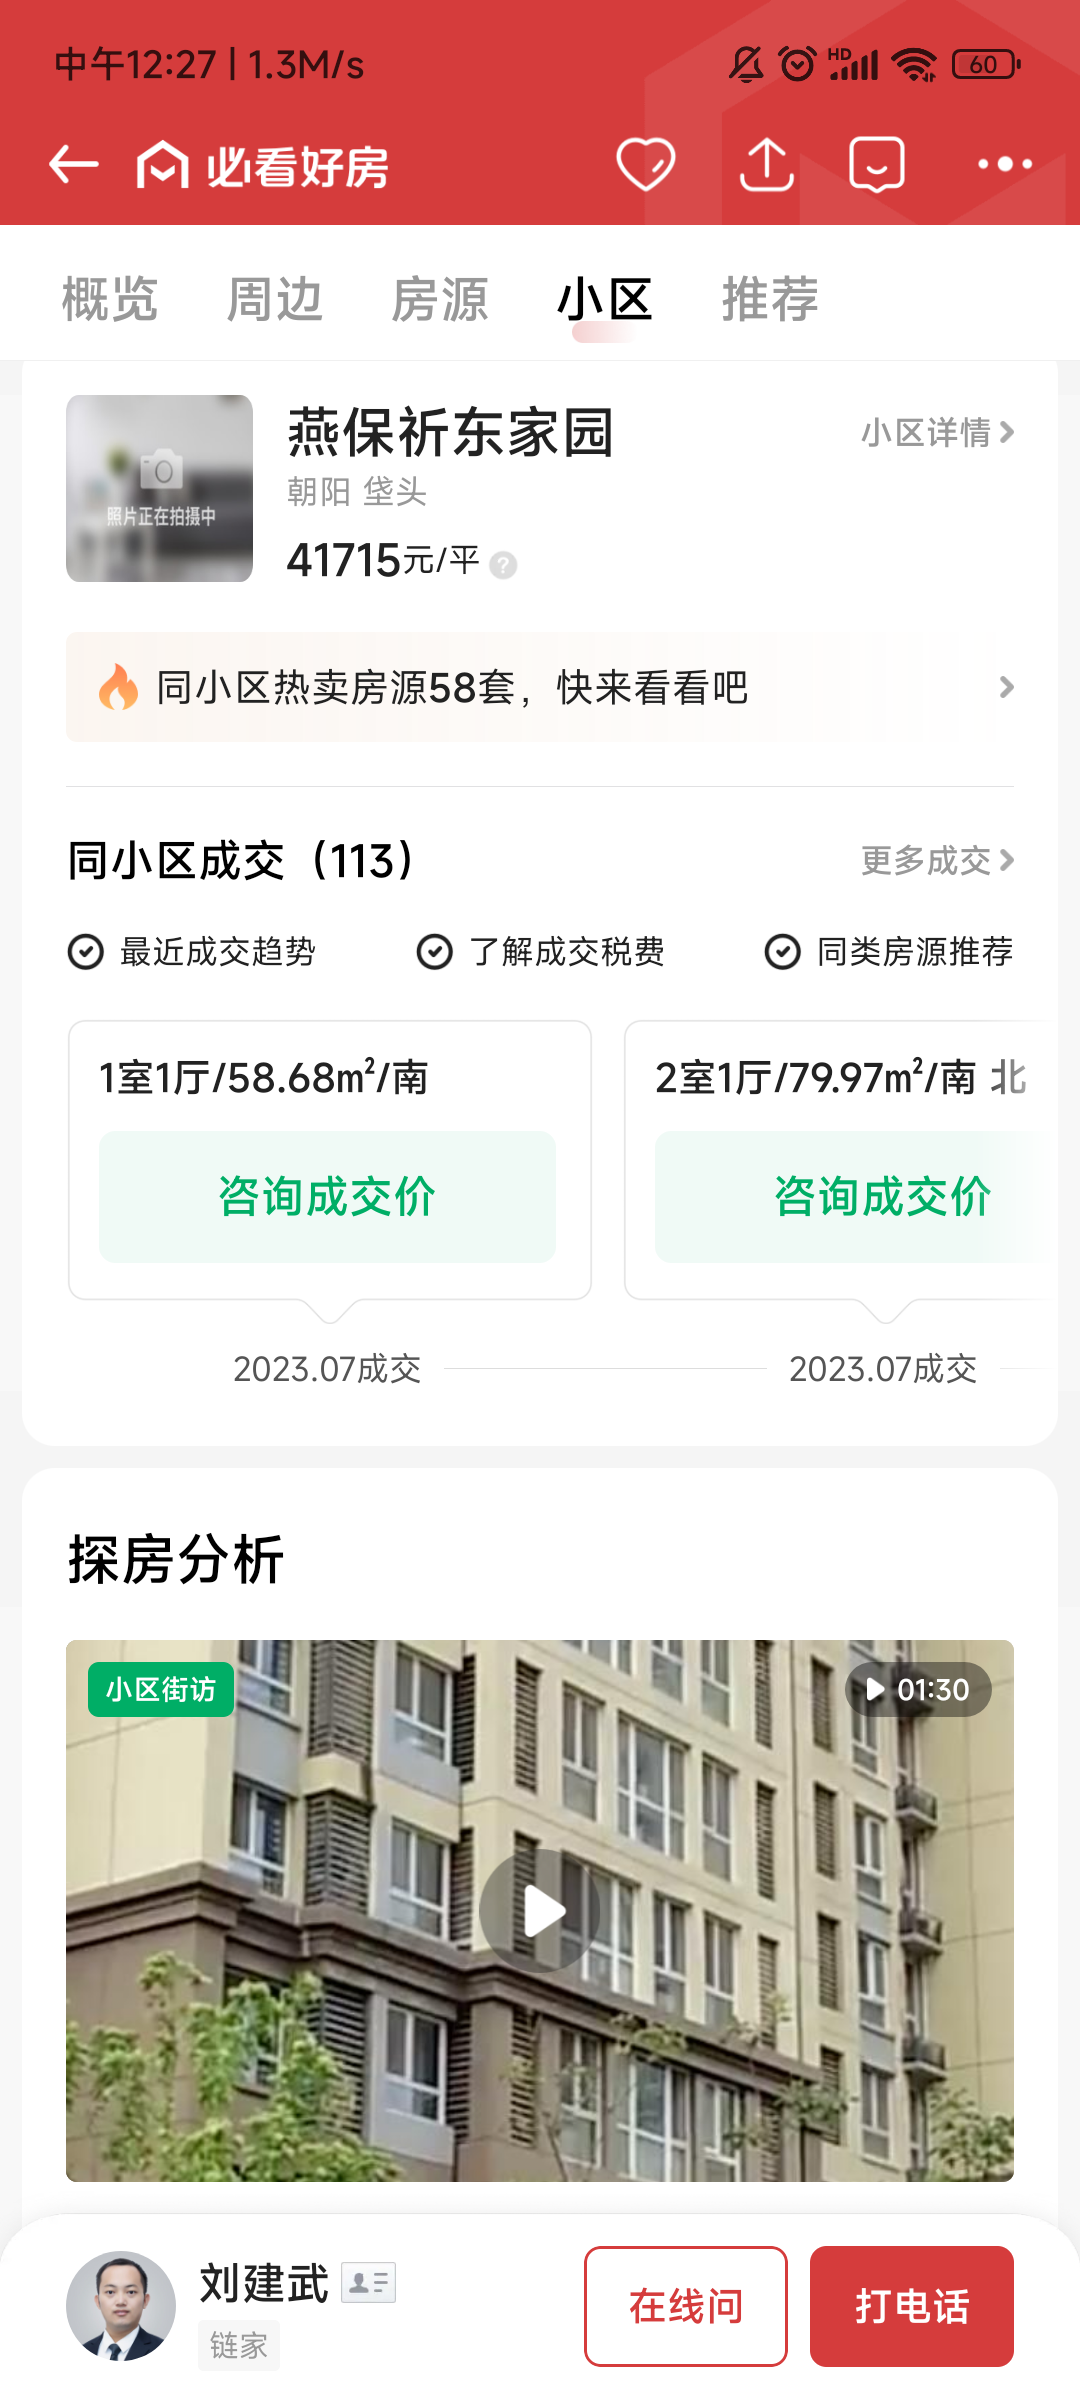 中午12:27 | 1.3M/s
HD
60
必看好房
概览 周边 房源 小区 推荐
照片正在拍摄中
燕保祈东家园
小区详情
朝阳 垡头
41715元/平 ?
同小区热卖房源58套，快来看看吧
同小区成交（113）
更多成交
最近成交趋势 了解成交税费 同类房源推荐
1室1厅/58.68㎡/南
2室1厅/79.97㎡/南 北
咨询成交价 咨询成交价
2023.07成交 2023.07成交
探房分析
小区街访
01:30
刘建武
链家
在线问
打电话